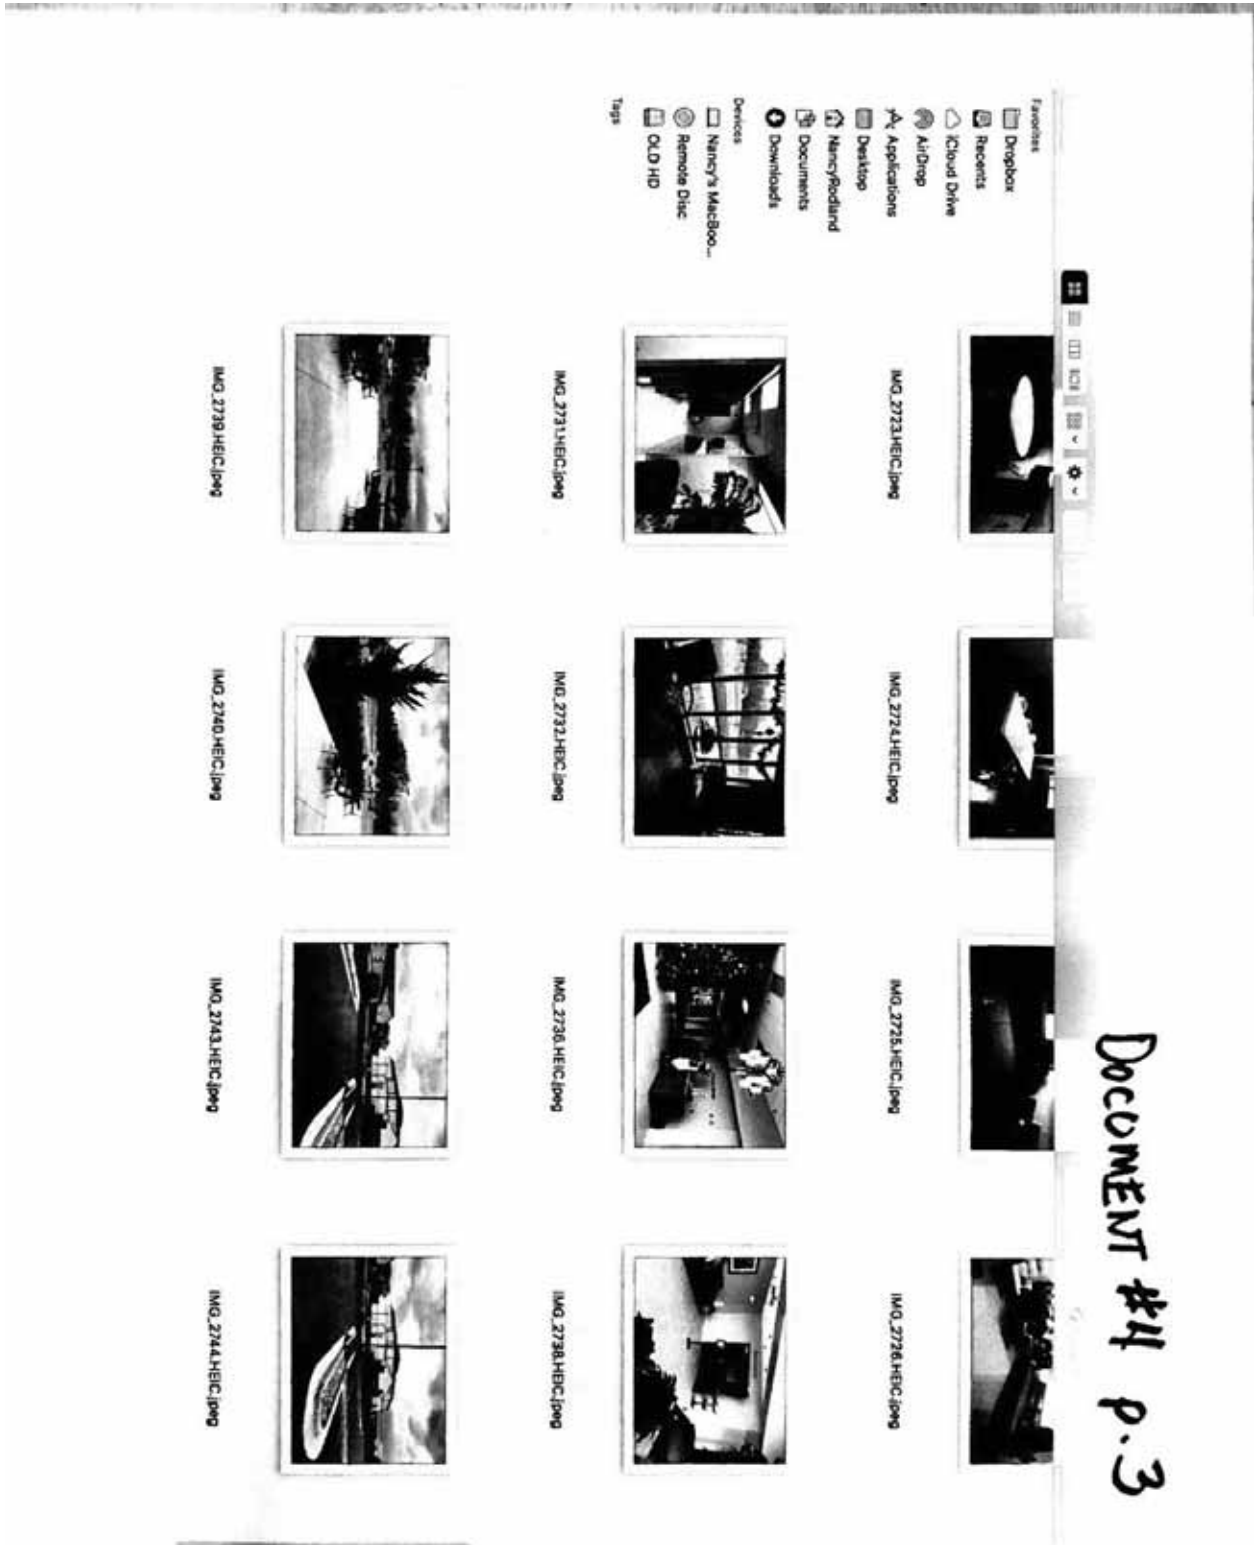 DOCUMENT #4 p.3
Favorites
Dropbox
Recents
iCloud Drive
AirDrop
Applications
Desktop
NancyRodland
Documents
Downloads
Devices
Nancy's MacBoo...
Remote Disc
OLD HD
Tags
IMG_2723.HEIC.jpeg
IMG_2724.HEIC.jpeg
IMG_2725.HEIC.jpeg
IMG_2726.HEIC.jpeg
IMG_2731.HEIC.jpeg
IMG_2732.HEIC.jpeg
IMG_2736.HEIC.jpeg
IMG_2738.HEIC.jpeg
IMG_2739.HEIC.jpeg
IMG_2740.HEIC.jpeg
IMG_2743.HEIC.jpeg
IMG_2744.HEIC.jpeg